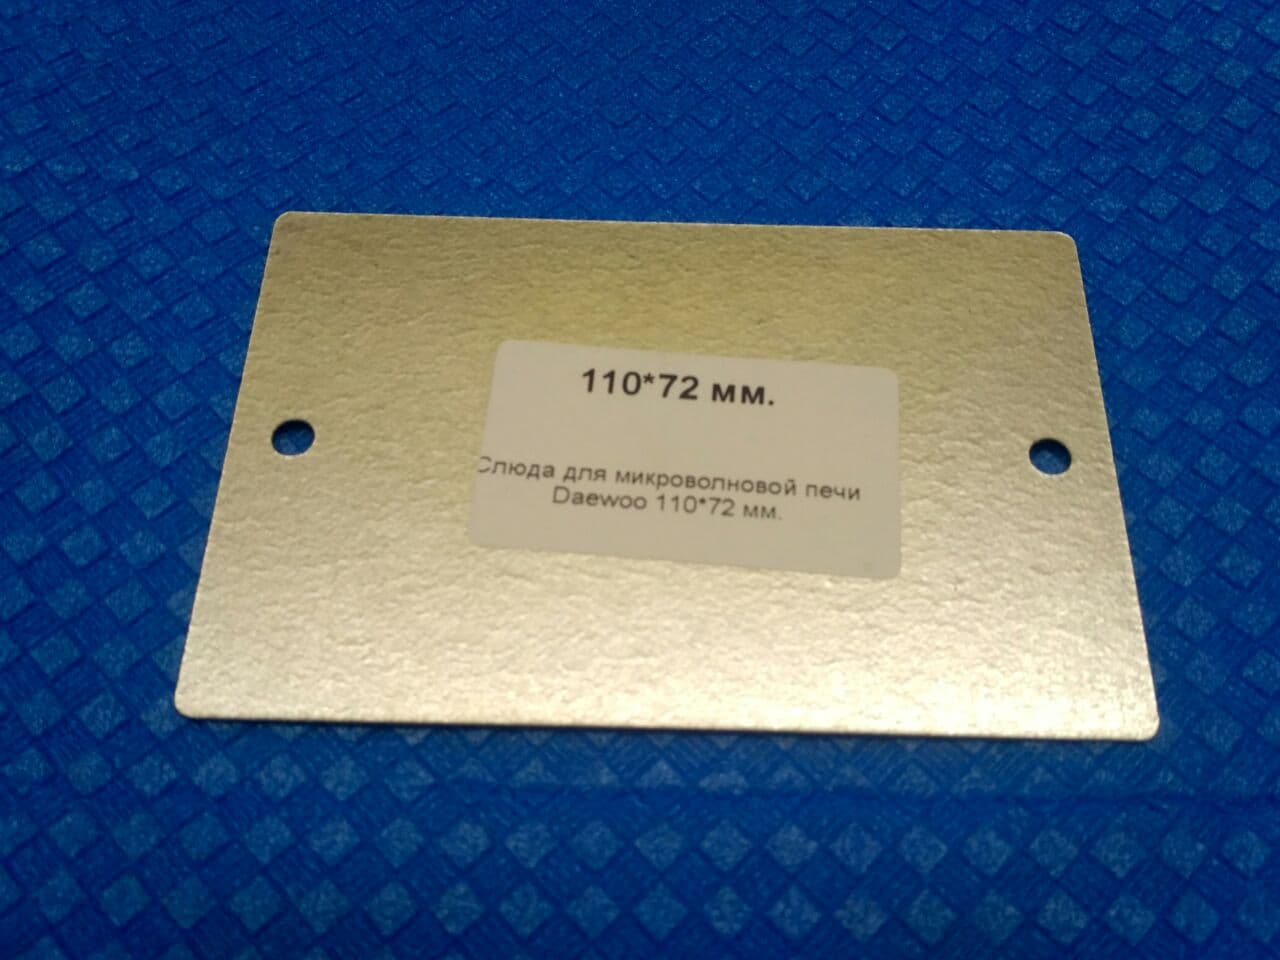 110*72 мм.
Слюда для микроволновой печи
Daewoo 110*72 мм.